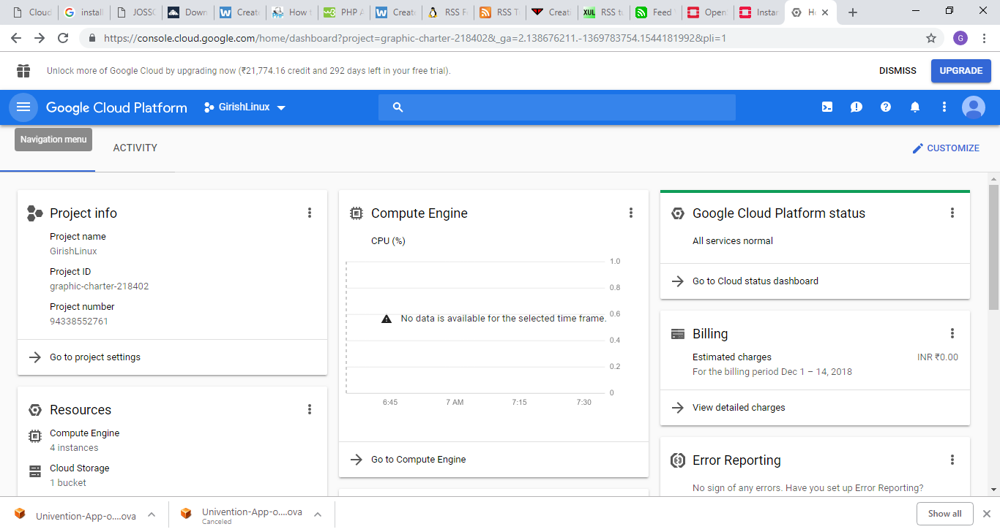 Cloud
install
JOSSO
Down
Create
How t
PHP A
Create
RSS F
RSS T
Creati
XUL RSS tu
Feed
Open
Instan
Ho
https://console.cloud.google.com/home/dashboard?project=graphic-charter-218402&_ga=2.138676211.-1369783754.1544181992&pli=1
G
Unlock more of Google Cloud by upgrading now (₹21,774.16 credit and 292 days left in your free trial).
DISMISS
UPGRADE
Google Cloud Platform
GirishLinux
Navigation menu
ACTIVITY
CUSTOMIZE
Project info
Project name
GirishLinux
Project ID
graphic-charter-218402
Project number
94338552761
Go to project settings
Resources
Compute Engine
4 instances
Cloud Storage
1 bucket
Compute Engine
CPU (%)
1.0
0.8
0.6
No data is available for the selected time frame.
0.4
0.2
0
6:45 7 AM 7:15 7:30
Go to Compute Engine
Google Cloud Platform status
All services normal
Go to Cloud status dashboard
Billing
Estimated charges INR ₹0.00
For the billing period Dec 1 – 14, 2018
View detailed charges
Error Reporting
No sign of any errors. Have you set up Error Reporting?
Univention-App-o....ova
Univention-App-o....ova
Canceled
Show all